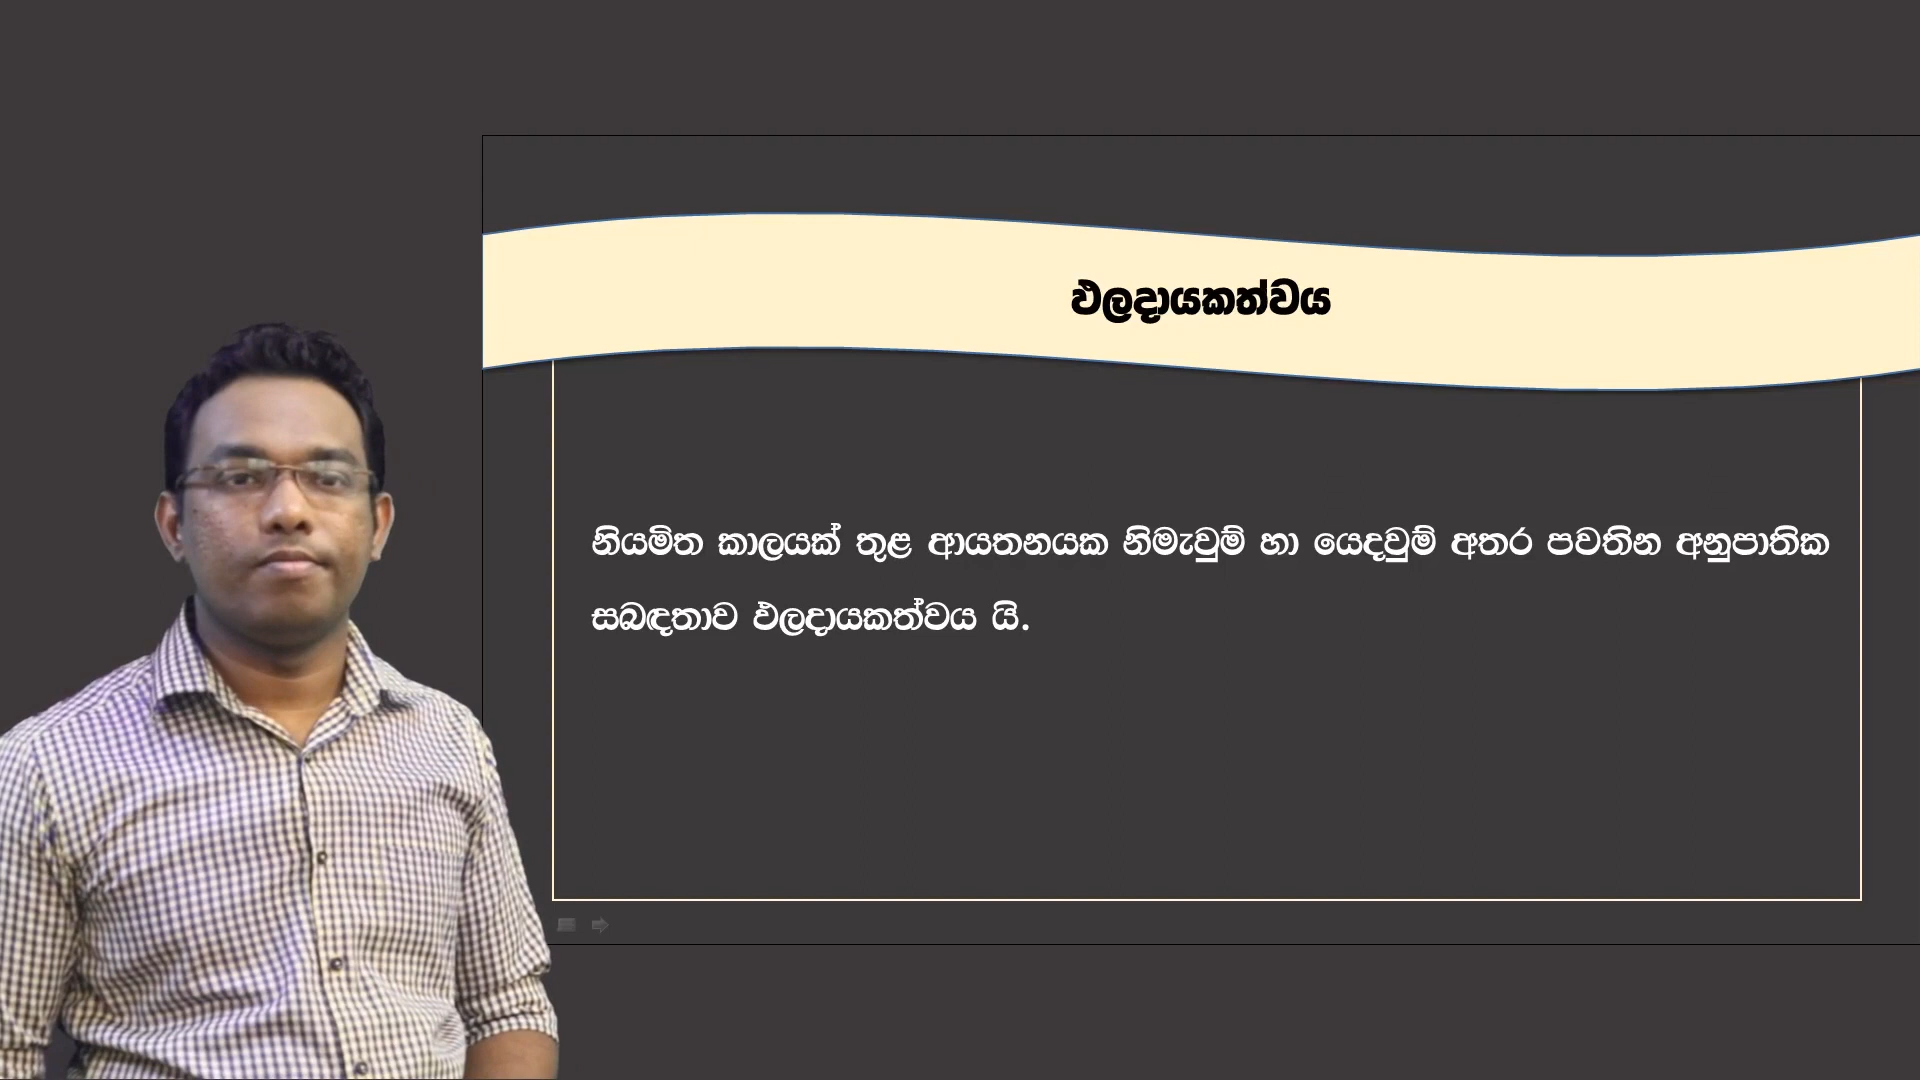 ඵලදායකත්වය
නියමිත කාලයක් තුළ ආයතනයක නිමැවුම් හා යෙදවුම් අතර පවතින අනුපාතික
සබඳතාව ඵලදායකත්වය යි.